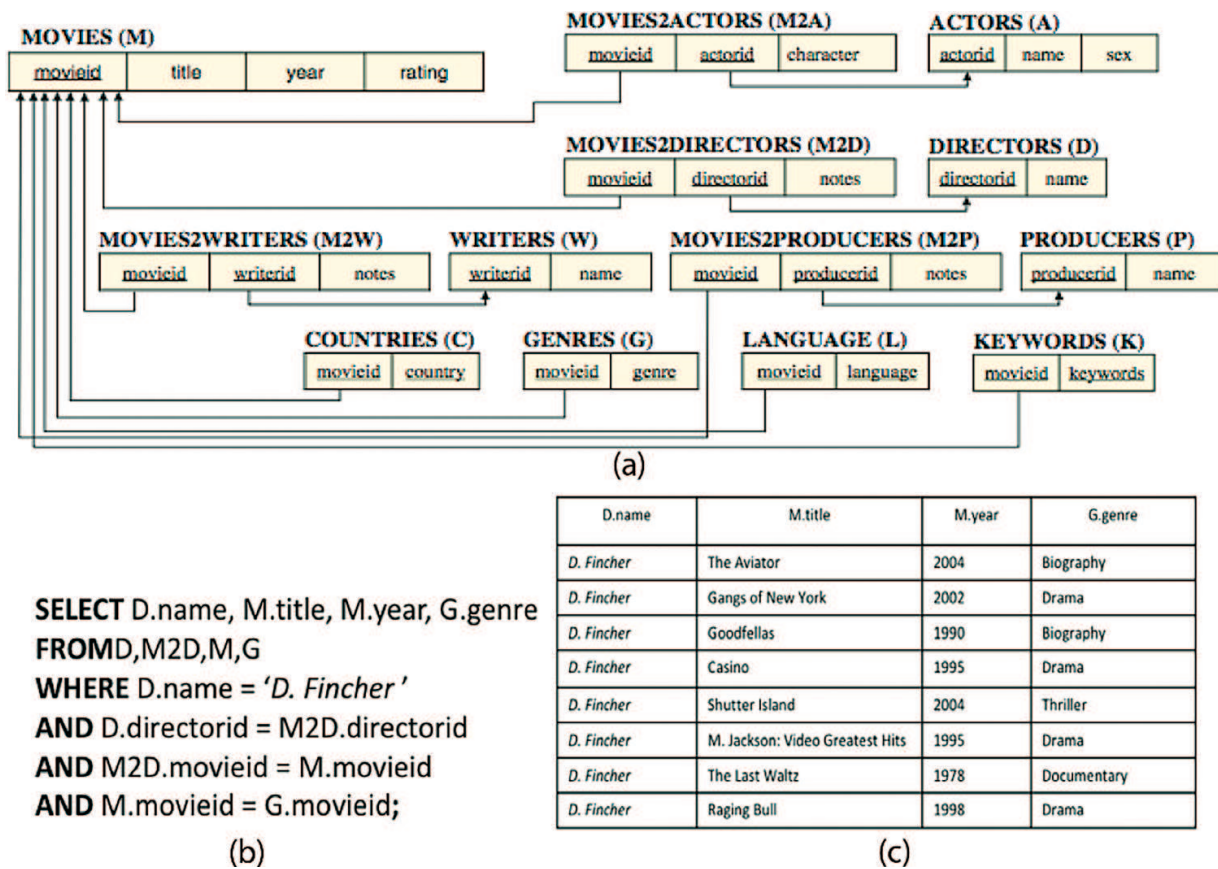 MOVIES (M)
movieid title year rating
MOVIES2ACTORS (M2A)
movieid actorid character
ACTORS (A)
actorid name sex
MOVIES2DIRECTORS (M2D)
movieid directorid notes
DIRECTORS (D)
directorid name
MOVIES2WRITERS (M2W)
movieid writerid notes
WRITERS (W)
writerid name
MOVIES2PRODUCERS (M2P)
movieid producerid notes
PRODUCERS (P)
producerid name
COUNTRIES (C)
movieid country
GENRES (G)
movieid genre
LANGUAGE (L)
movieid language
KEYWORDS (K)
movieid keywords
(a)
SELECT D.name, M.title, M.year, G.genre
FROMD,M2D,M,G
WHERE D.name = ‘D. Fincher ’
AND D.directorid = M2D.directorid
AND M2D.movieid = M.movieid
AND M.movieid = G.movieid;
(b)
D.name M.title M.year G.genre
D. Fincher The Aviator 2004 Biography
D. Fincher Gangs of New York 2002 Drama
D. Fincher Goodfellas 1990 Biography
D. Fincher Casino 1995 Drama
D. Fincher Shutter Island 2004 Thriller
D. Fincher M. Jackson: Video Greatest Hits 1995 Drama
D. Fincher The Last Waltz 1978 Documentary
D. Fincher Raging Bull 1998 Drama
(c)